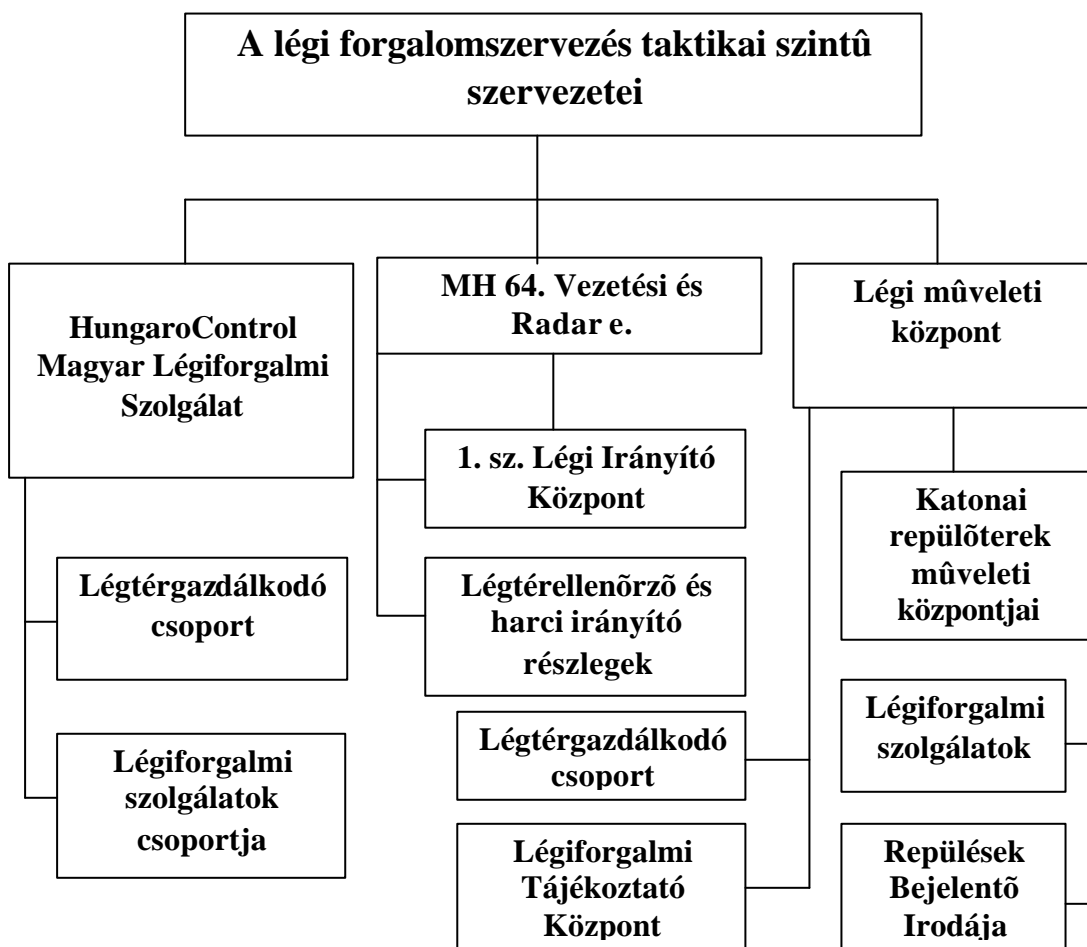 A légi forgalomszervezés taktikai szintû
szervezetei
HungaroControl
Magyar Légiforgalmi
Szolgálat
Légtérgazdálkodó
csoport
Légiforgalmi
szolgálatok
csoportja
MH 64. Vezetési és
Radar e.
1. sz. Légi Irányító
Központ
Légtérellenõrzõ és
harci irányító
részlegek
Légi mûveleti
központ
Légtérgazdálkodó
csoport
Légiforgalmi
Tájékoztató
Központ
Katonai
repülõterek
mûveleti
központjai
Légiforgalmi
szolgálatok
Repülések
Bejelentõ
Irodája